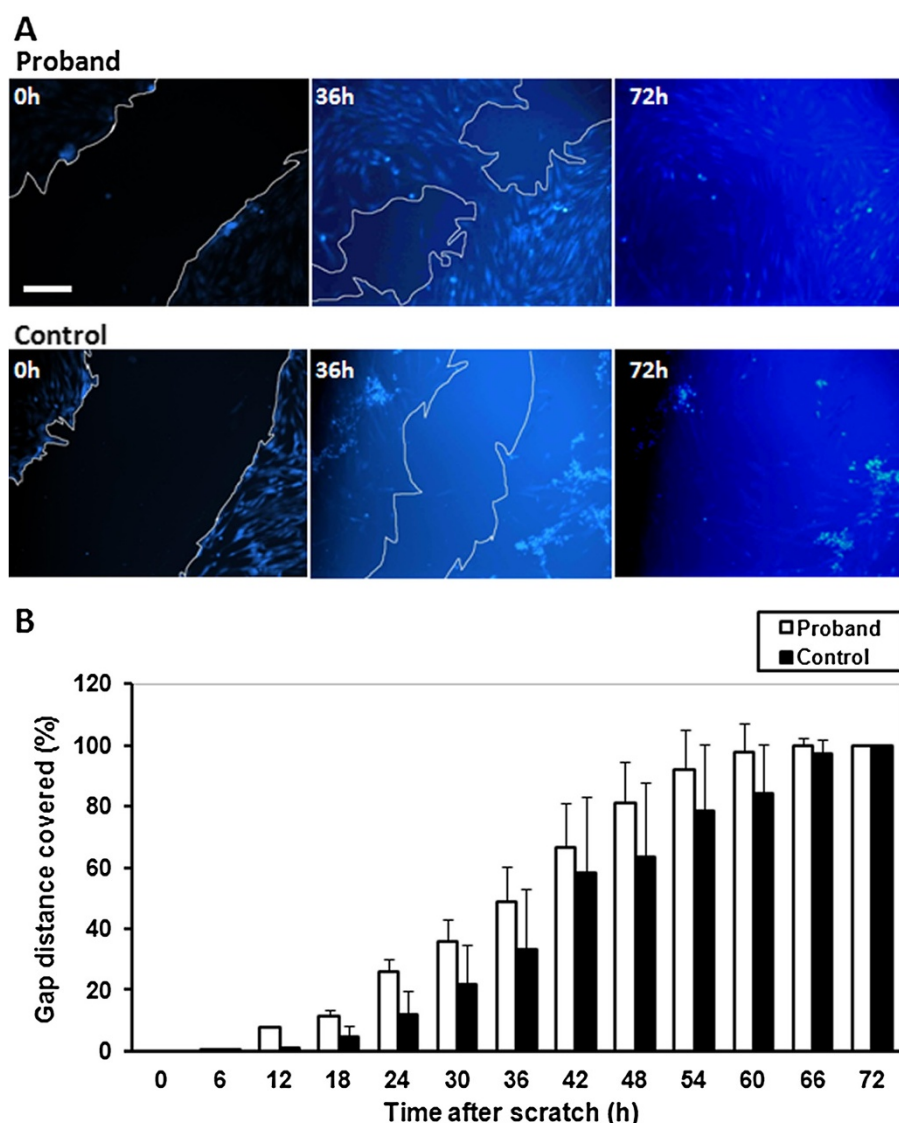 A
Proband
0h 36h 72h
Control
0h 36h 72h
B
Proband
Control
120
100
80
60
40
20
0
Gap distance covered (%)
0 6 12 18 24 30 36 42 48 54 60 66 72
Time after scratch (h)